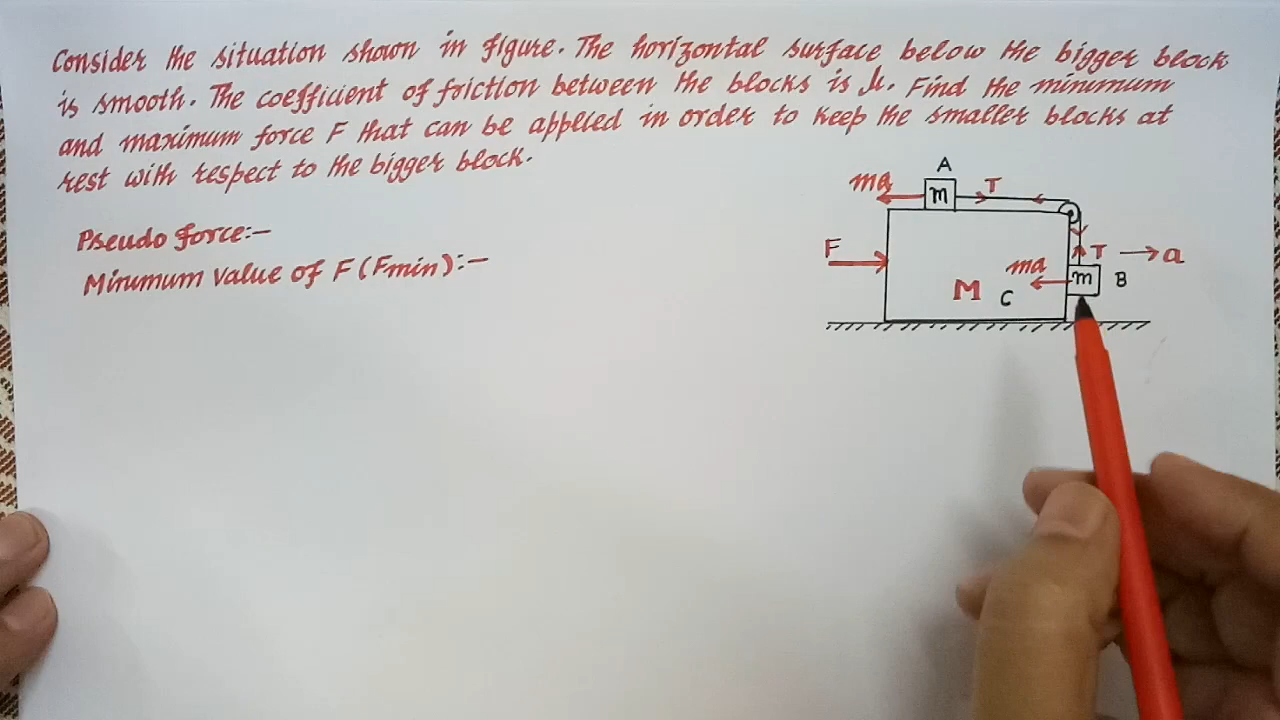 Consider the situation shown in figure. The horizontal surface below the bigger block
is smooth. The coefficient of friction between the blocks is μ. Find the minimum
and maximum force F that can be applied in order to keep the smaller blocks at
rest with respect to the bigger block.
Pseudo force:-
Minimum Value of F (Fmin):-
A
ma m T
F
T a
ma m B
M C